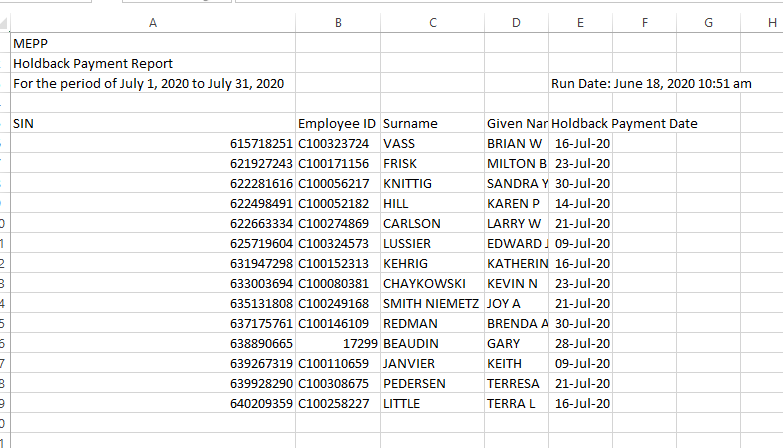 A B C D E F G H
MEPP
Holdback Payment Report
For the period of July 1, 2020 to July 31, 2020 Run Date: June 18, 2020 10:51 am
SIN Employee ID Surname Given Nar Holdback Payment Date
615718251 C100323724 VASS BRIAN W 16-Jul-20
621927243 C100171156 FRISK MILTON B 23-Jul-20
622281616 C100056217 KNITTIG SANDRA Y 30-Jul-20
622498491 C100052182 HILL KAREN P 14-Jul-20
622663334 C100274869 CARLSON LARRY W 21-Jul-20
625719604 C100324573 LUSSIER EDWARD J 09-Jul-20
631947298 C100152313 KEHRIG KATHERIN 16-Jul-20
633003694 C100080381 CHAYKOWSKI KEVIN N 23-Jul-20
635131808 C100249168 SMITH NIEMETZ JOY A 21-Jul-20
637175761 C100146109 REDMAN BRENDA A 30-Jul-20
638890665 17299 BEAUDIN GARY 28-Jul-20
639267319 C100110659 JANVIER KEITH 09-Jul-20
639928290 C100308675 PEDERSEN TERRESA 21-Jul-20
640209359 C100258227 LITTLE TERRA L 16-Jul-20